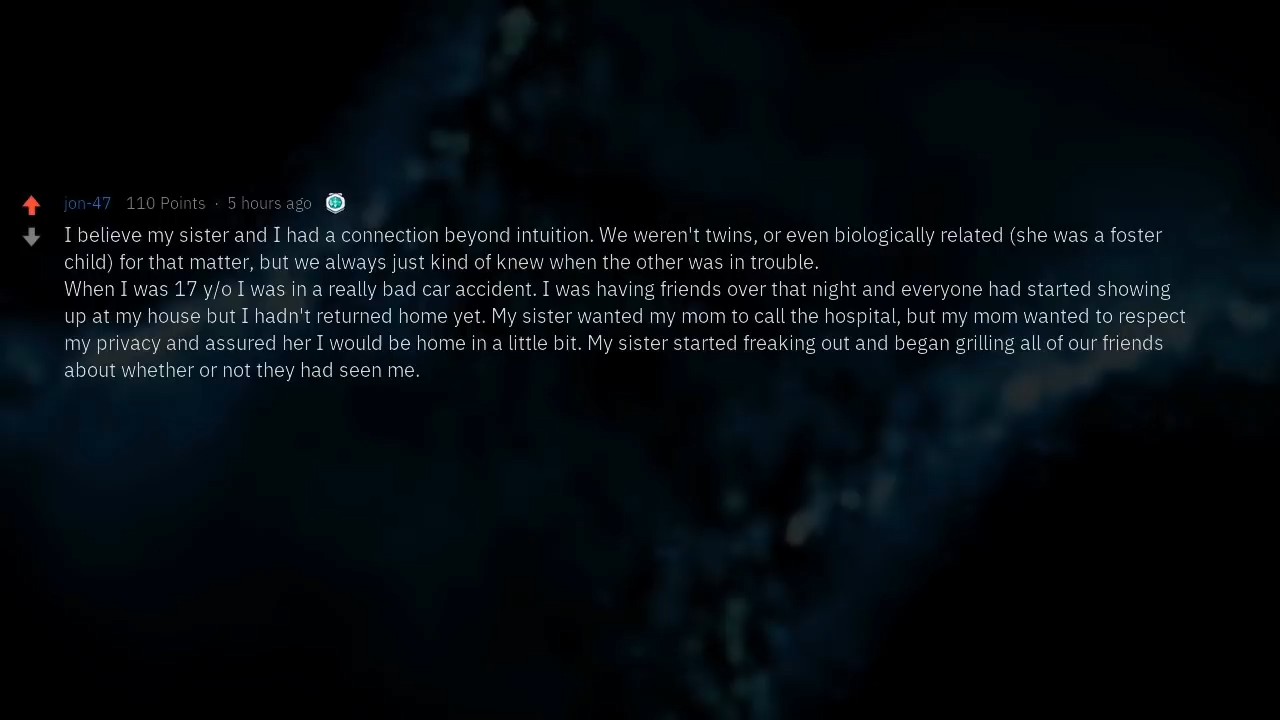 jon-47 110 Points · 5 hours ago
I believe my sister and I had a connection beyond intuition. We weren't twins, or even biologically related (she was a foster
child) for that matter, but we always just kind of knew when the other was in trouble.
When I was 17 y/o I was in a really bad car accident. I was having friends over that night and everyone had started showing
up at my house but I hadn't returned home yet. My sister wanted my mom to call the hospital, but my mom wanted to respect
my privacy and assured her I would be home in a little bit. My sister started freaking out and began grilling all of our friends
about whether or not they had seen me.